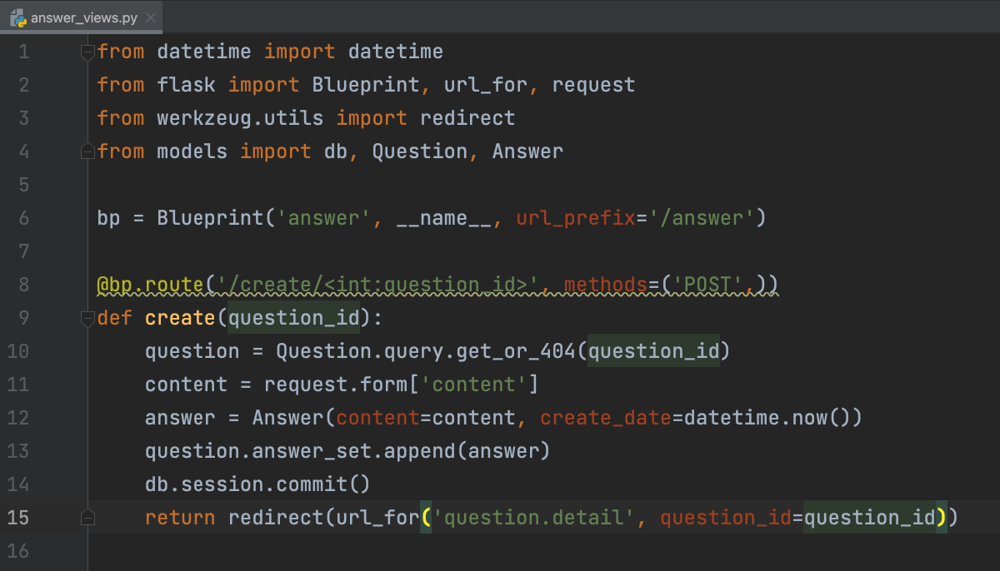 answer_views.py
1 from datetime import datetime
2 from flask import Blueprint, url_for, request
3 from werkzeug.utils import redirect
4 from models import db, Question, Answer
5
6 bp = Blueprint('answer', __name__, url_prefix='/answer')
7
8 @bp.route('/create/<int:question_id>', methods=('POST',))
9 def create(question_id):
10     question = Question.query.get_or_404(question_id)
11     content = request.form['content']
12     answer = Answer(content=content, create_date=datetime.now())
13     question.answer_set.append(answer)
14     db.session.commit()
15     return redirect(url_for('question.detail', question_id=question_id))
16